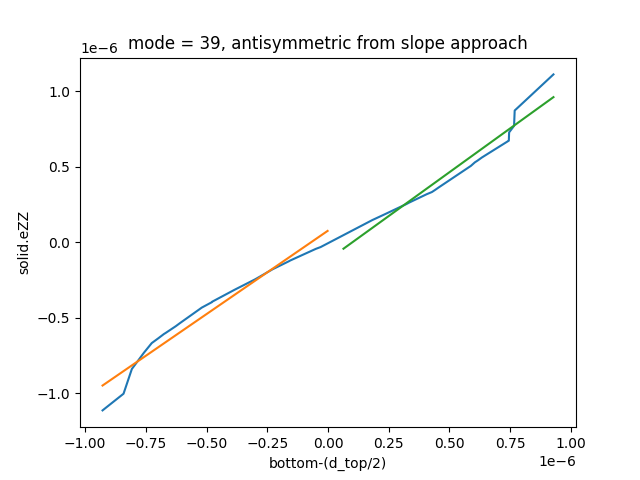 mode = 39, antisymmetric from slope approach
1e−6
1.0
0.5
0.0
−0.5
−1.0
solid.eZZ
−1.00 −0.75 −0.50 −0.25 0.00 0.25 0.50 0.75 1.00
1e−6
bottom-(d_top/2)